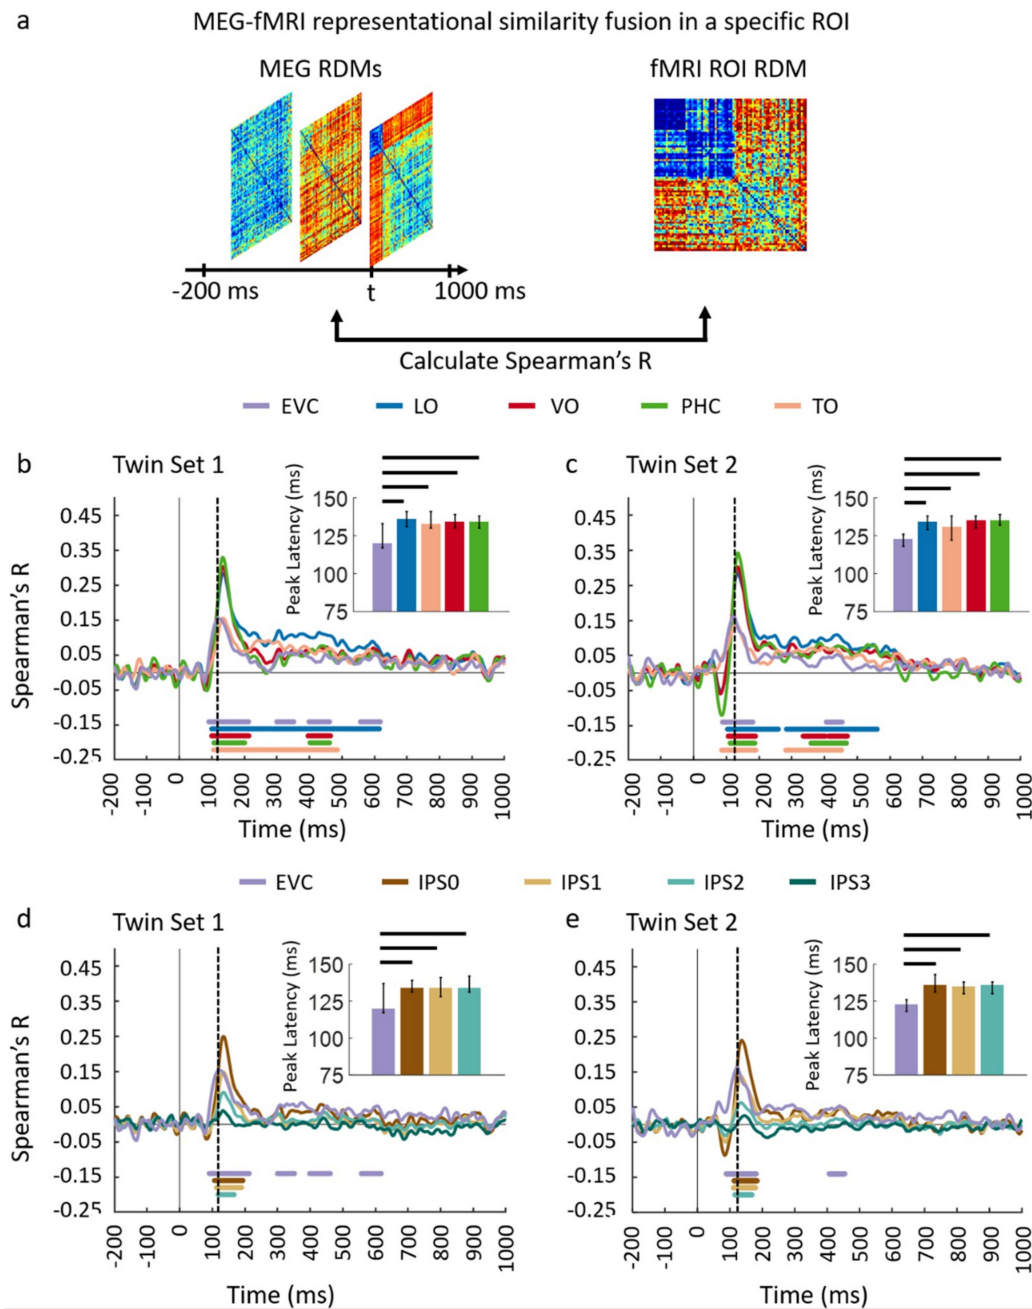 a
MEG-fMRI representational similarity fusion in a specific ROI
MEG RDMs
fMRI ROI RDM
-200 ms
t
1000 ms
Calculate Spearman's R
EVC LO VO PHC TO
b Twin Set 1
Spearman's R
0.45
0.35
0.25
0.15
0.05
-0.05
-0.15
-0.25
-200 -100 0 100 200 300 400 500 600 700 800 900 1000
Time (ms)
Peak Latency (ms)
150
125
100
75
c Twin Set 2
0.45
0.35
0.25
0.15
0.05
-0.05
-0.15
-0.25
-200 -100 0 100 200 300 400 500 600 700 800 900 1000
Time (ms)
Peak Latency (ms)
150
125
100
75
EVC IPS0 IPS1 IPS2 IPS3
d Twin Set 1
Spearman's R
0.45
0.35
0.25
0.15
0.05
-0.05
-0.15
-0.25
-200 -100 0 100 200 300 400 500 600 700 800 900 1000
Time (ms)
Peak Latency (ms)
150
125
100
75
e Twin Set 2
0.45
0.35
0.25
0.15
0.05
-0.05
-0.15
-0.25
-200 -100 0 100 200 300 400 500 600 700 800 900 1000
Time (ms)
Peak Latency (ms)
150
125
100
75